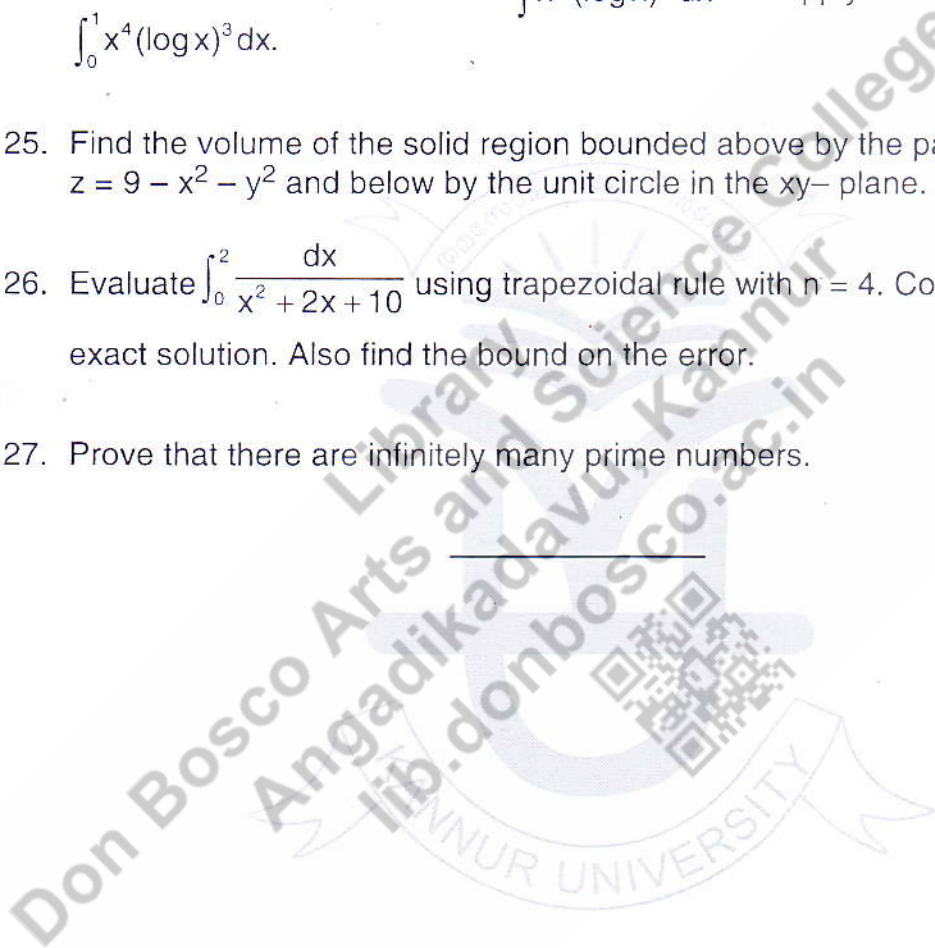 ∫₀¹ x⁴(log x)³ dx.
25. Find the volume of the solid region bounded above by the
z = 9 – x² – y² and below by the unit circle in the xy– plane.
26. Evaluate ∫₀² dx / (x² + 2x + 10) using trapezoidal rule with n = 4.
exact solution. Also find the bound on the error.
27. Prove that there are infinitely many prime numbers.
Library
Don Bosco Arts and Science College
Angadikadavu, Kannur
lib.donbosco.ac.in
KANNUR UNIVERSITY